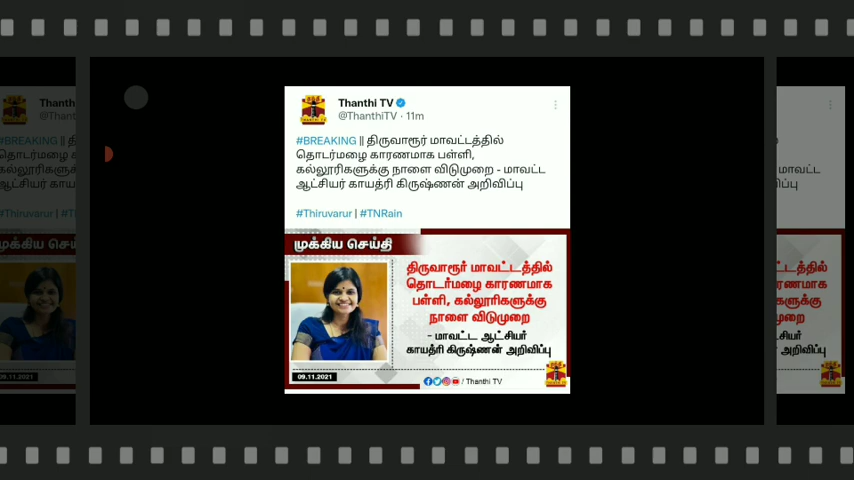 Thanthi TV
@ThanthiTV · 11m
#BREAKING || திருவாரூர் மாவட்டத்தில்
தொடர்மழை காரணமாக பள்ளி,
கல்லூரிகளுக்கு நாளை விடுமுறை - மாவட்ட
ஆட்சியர் காயத்ரி கிருஷ்ணன் அறிவிப்பு
#Thiruvarur | #TNRain
முக்கிய செய்தி
திருவாரூர் மாவட்டத்தில்
தொடர்மழை காரணமாக
பள்ளி, கல்லூரிகளுக்கு
நாளை விடுமுறை
- மாவட்ட ஆட்சியர்
காயத்ரி கிருஷ்ணன் அறிவிப்பு
09.11.2021
/ Thanthi TV